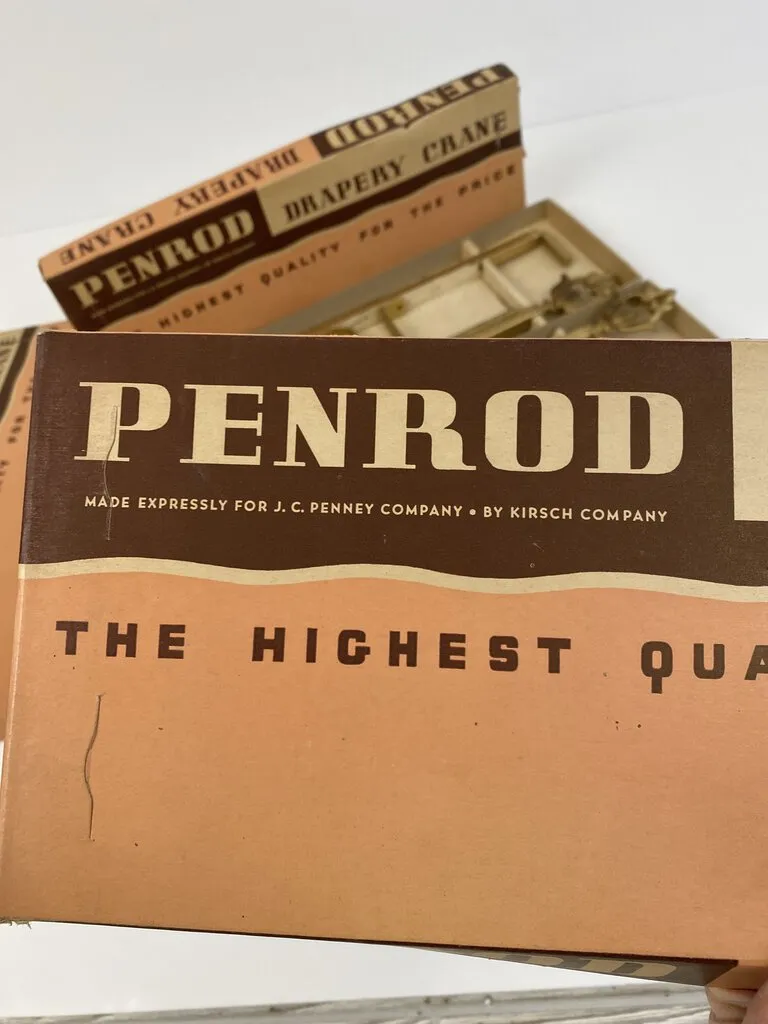 PENROD
DRAPERY CRANE
PENROD
DRAPERY CRANE
HIGHEST QUALITY FOR THE PRICE
PENROD
MADE EXPRESSLY FOR J. C. PENNEY COMPANY • BY KIRSCH COMPANY
THE HIGHEST QUA